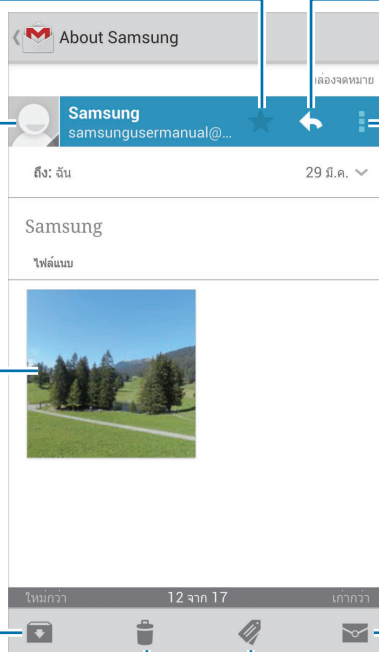 About Samsung
กล่องจดหมาย
Samsung
samsungusermanual@...
ถึง: ฉัน 29 มี.ค.
Samsung
ไฟล์แนบ
ใหม่กว่า 12 จาก 17 เก่ากว่า